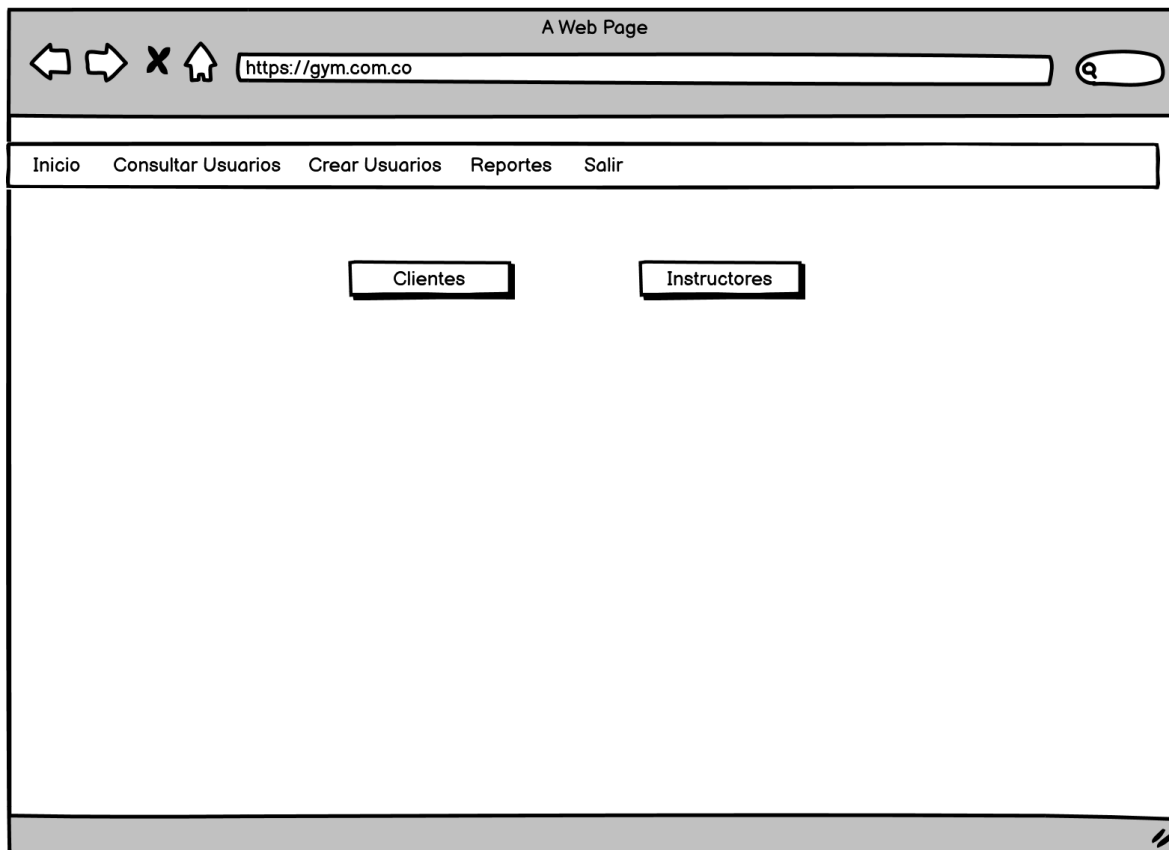 A Web Page
https://gym.com.co
Inicio Consultar Usuarios Crear Usuarios Reportes Salir
Clientes Instructores